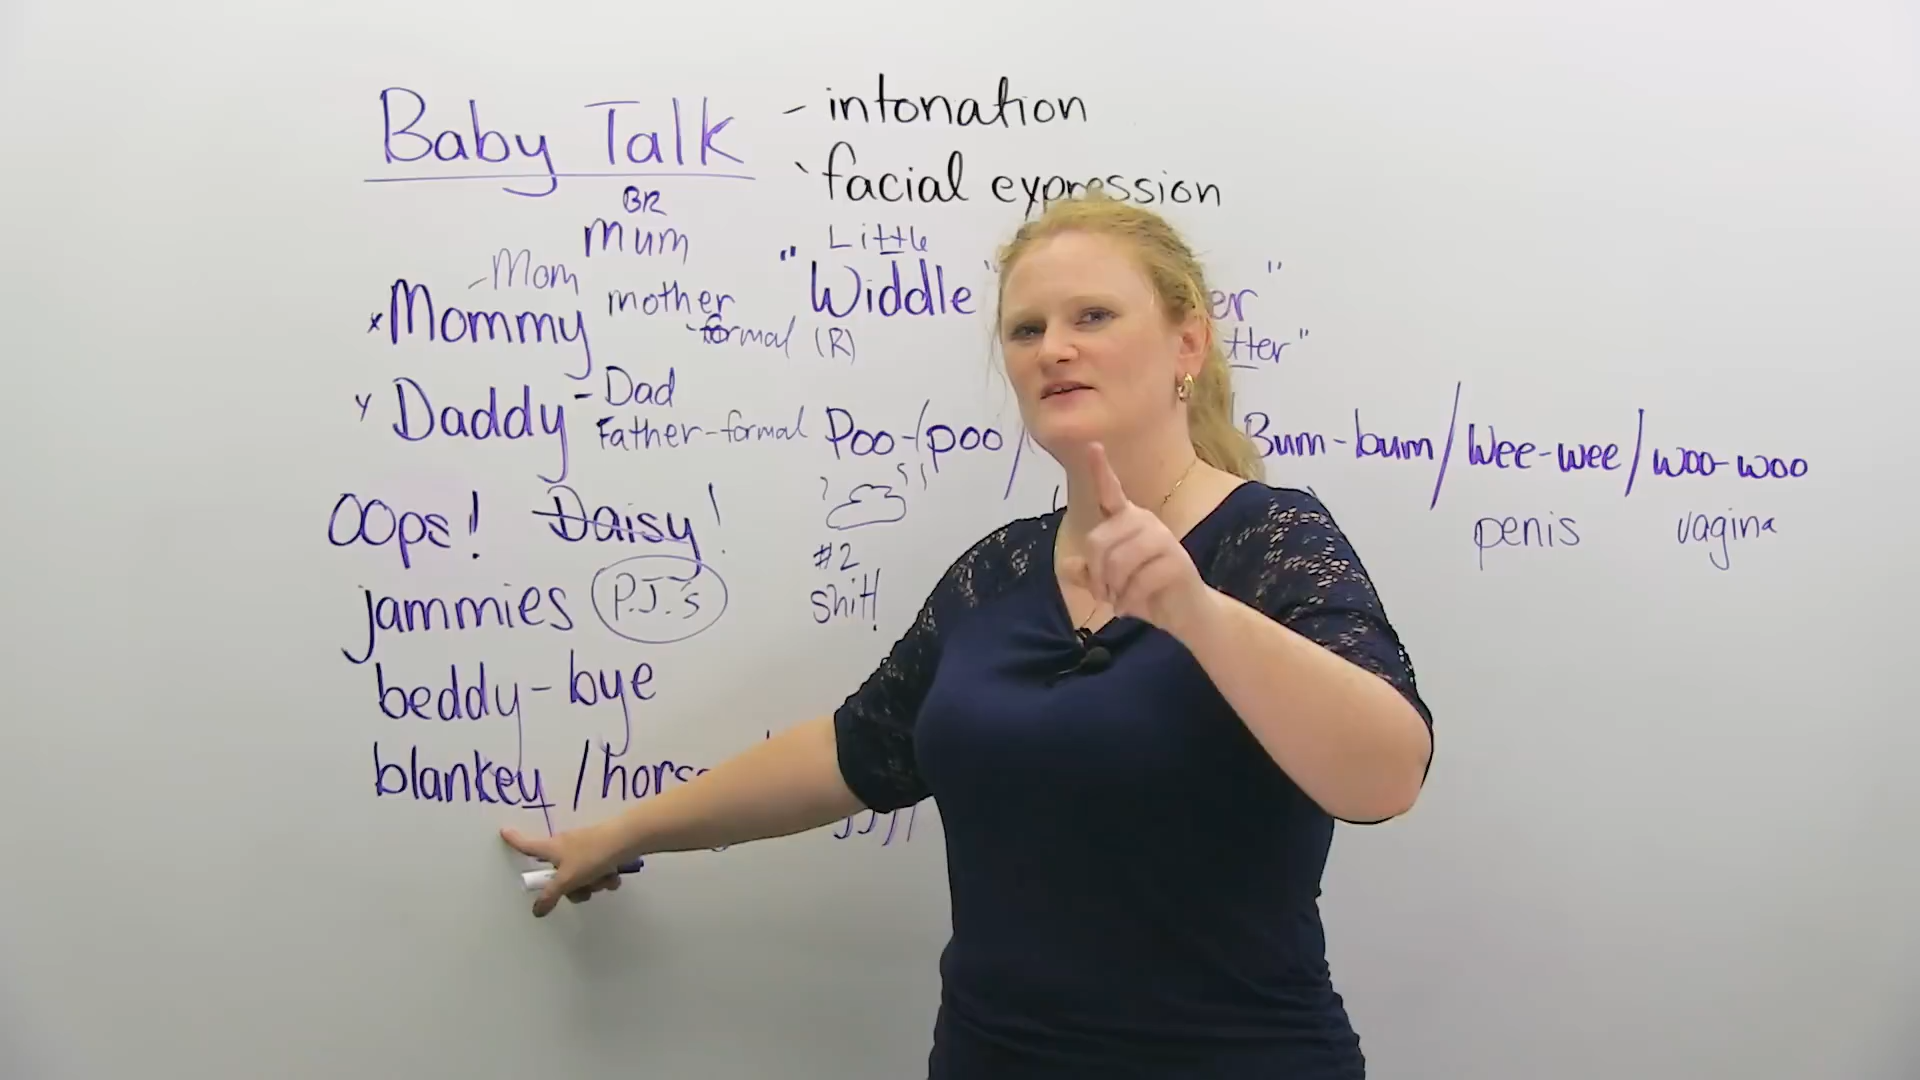 Baby Talk - intonation
- facial expression
BR
Mum
-Mom
Mommy mother
-formal
"Little
"Widdle"
(R)
er"
tter"
Daddy - Dad
Father-formal
Poo-(poo / / Bum-bum / Wee-wee / woo-woo
penis vagina
#2
shit!
OOps! Daisy!
jammies P.J.'s
beddy-bye
blankey / hors